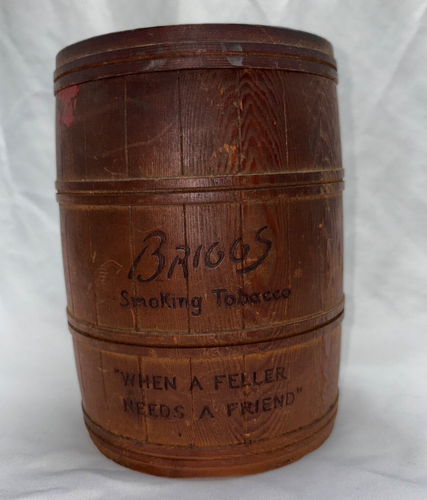 BRIGGS
Smoking Tobacco
"WHEN A FELLER
NEEDS A FRIEND"